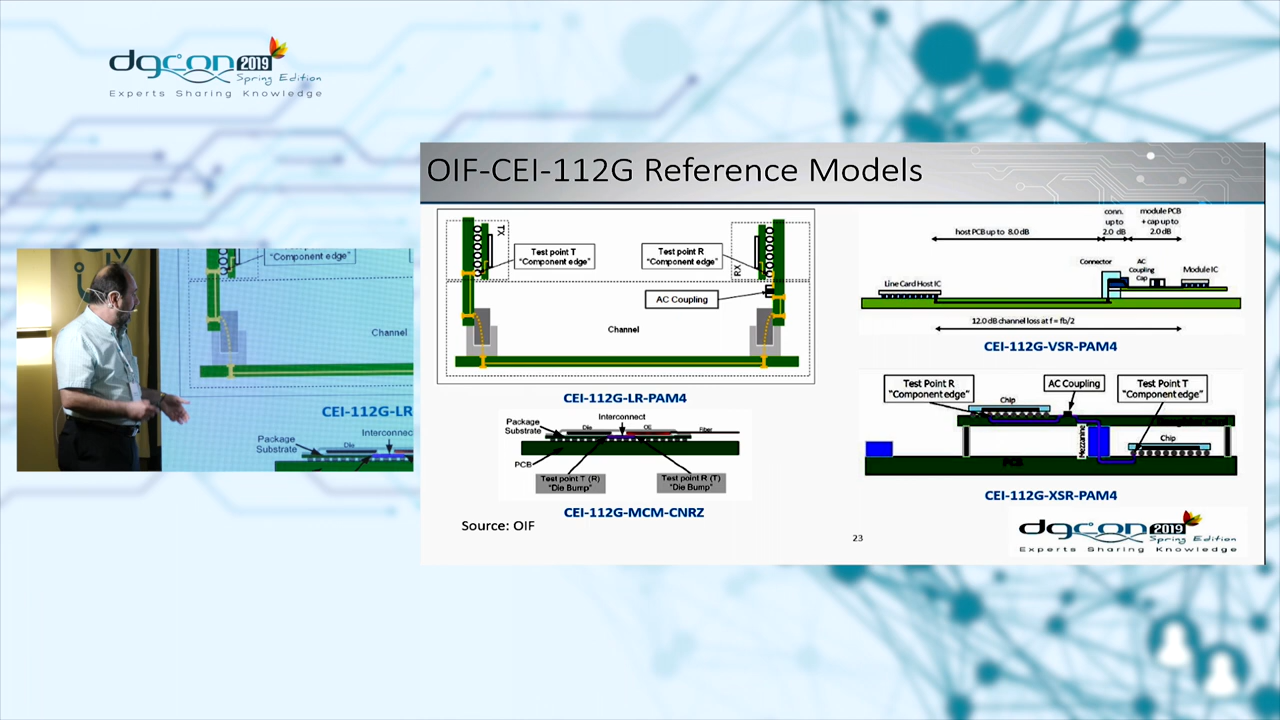 dgcon 2019
Spring Edition
Experts Sharing Knowledge
OIF-CEI-112G Reference Models
TX
Test point T
"Component edge"
Test point R
"Component edge"
RX
AC Coupling
Channel
CEI-112G-LR-PAM4
conn.
up to
2.0 dB
module PCB
+ cap up to
2.0 dB
host PCB up to 8.0 dB
Connector
AC
Coupling
Cap
Module IC
Line Card Host IC
12.0 dB channel loss at f = fb/2
CEI-112G-VSR-PAM4
Interconnect
Package
Substrate
Die
OE
Fiber
PCB
Test point T (R)
"Die Bump"
Test point R (T)
"Die Bump"
CEI-112G-MCM-CNRZ
Test Point R
"Component edge"
AC Coupling
Test Point T
"Component edge"
Chip
Mezzanine
Chip
PCB
CEI-112G-XSR-PAM4
Source: OIF
23
dgcon 2019
Spring Edition
Experts Sharing Knowledge
"Component edge"
Channel
CEI-112G-LR
Interconnec
Package
Substrate
Die